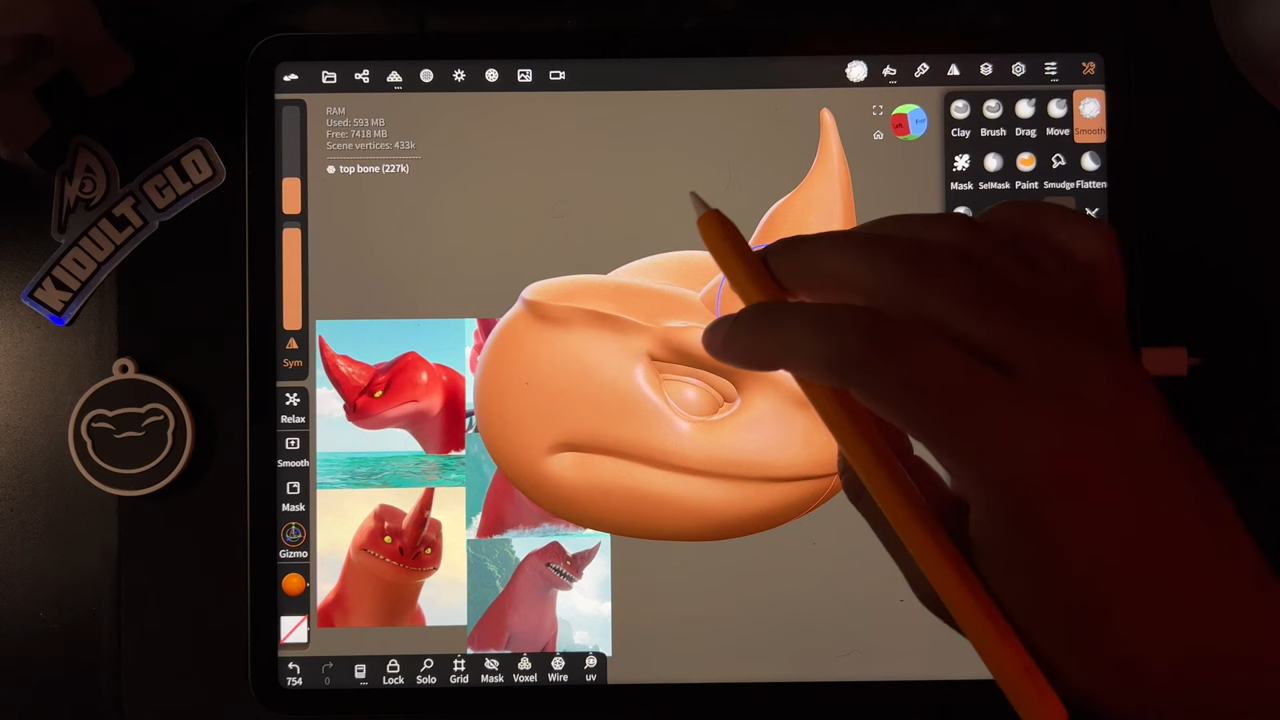 RAM
Used: 593 MB
Free: 7418 MB
Scene vertices: 433k
top bone (227k)
Left
Clay
Brush
Drag
Move
Smooth
Mask
SelMask
Paint
Smudge
Flatten
KIDULT CLO
Sym
Relax
Smooth
Mask
Gizmo
754
0
Lock
Solo
Grid
Mask
Voxel
Wire
uv